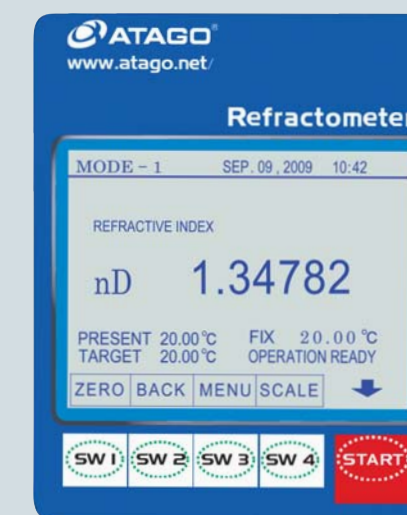 ATAGO®
www.atago.net/
Refractometer
MODE - 1 SEP. 09, 2009 10:42
REFRACTIVE INDEX
nD 1.34782
PRESENT 20.00℃ FIX 20.00℃
TARGET 20.00℃ OPERATION READY
ZERO BACK MENU SCALE
SW 1 SW 2 SW 3 SW 4 START